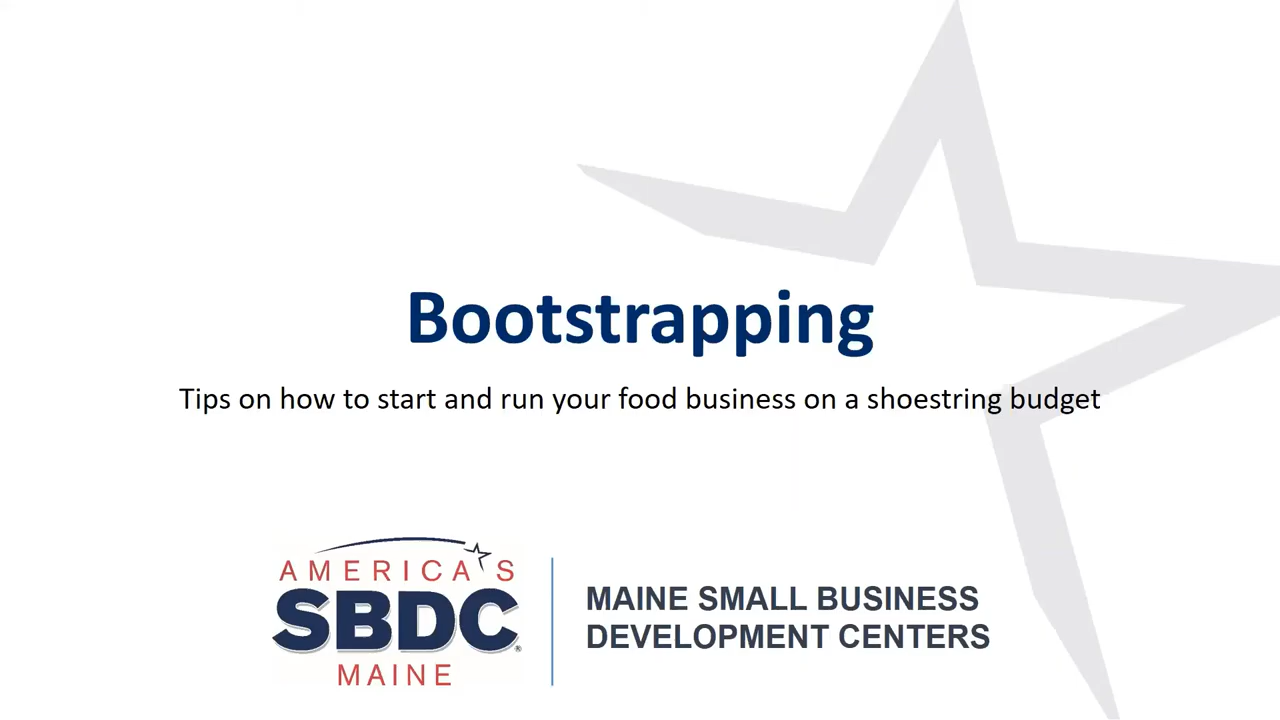 Bootstrapping
Tips on how to start and run your food business on a shoestring budget
AMERICA'S
SBDC®
MAINE
MAINE SMALL BUSINESS
DEVELOPMENT CENTERS